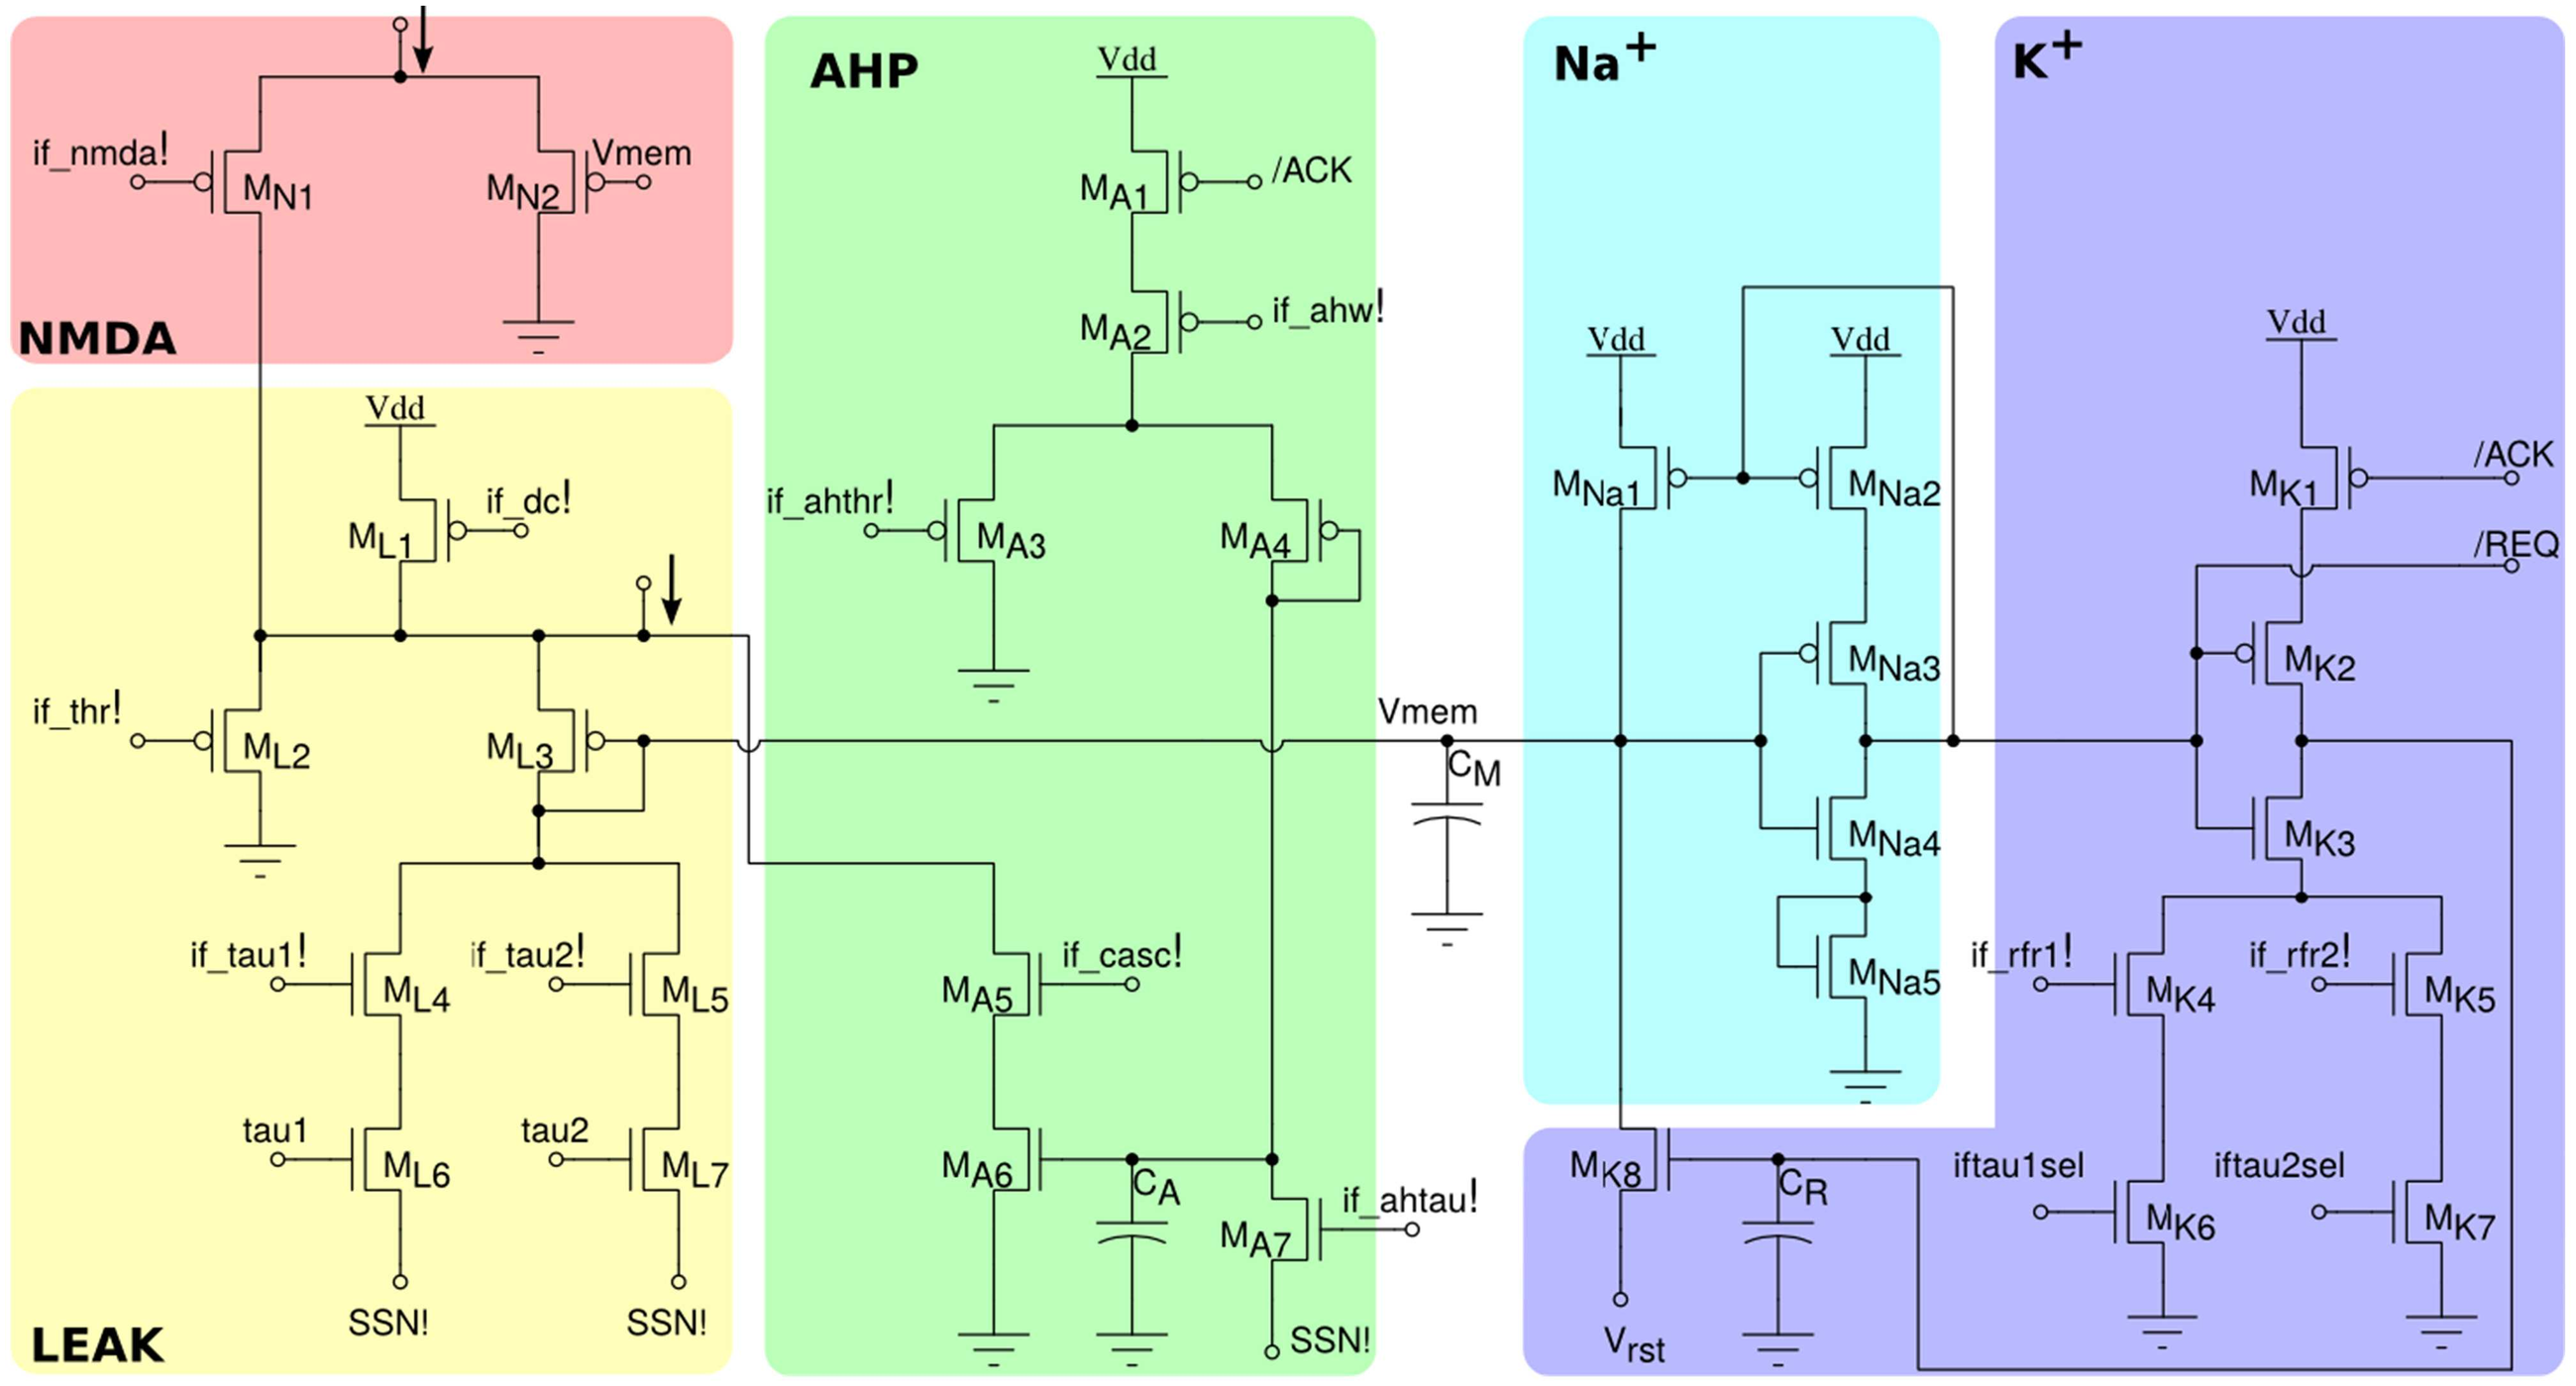 if_nmda!
MN1
MN2
Vmem
NMDA
Vdd
if_dc!
ML1
if_thr!
ML2
ML3
if_tau1!
ML4
if_tau2!
ML5
tau1
ML6
tau2
ML7
SSN!
SSN!
LEAK
AHP
Vdd
MA1
/ACK
MA2
if_ahw!
if_ahthr!
MA3
MA4
MA5
if_casc!
MA6
CA
MA7
if_ahtau!
SSN!
Vmem
CM
Na+
Vdd
Vdd
MNa1
MNa2
MNa3
MNa4
MNa5
K+
Vdd
MK1
/ACK
/REQ
MK2
MK3
if_rfr1!
MK4
if_rfr2!
MK5
iftau1sel
MK6
iftau2sel
MK7
MK8
CR
Vrst